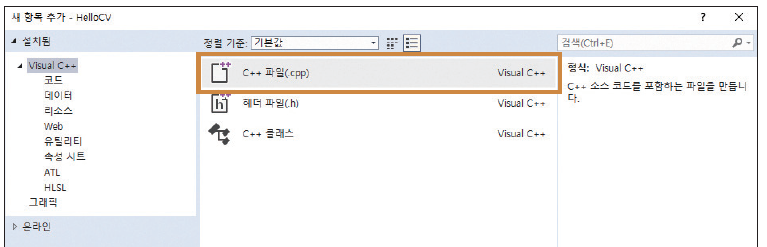 새 항목 추가 - HelloCV
설치됨
Visual C++
코드
데이터
리소스
Web
유틸리티
속성 시트
ATL
HLSL
그래픽
온라인
정렬 기준: 기본값
C++ 파일(.cpp) Visual C++
헤더 파일(.h) Visual C++
C++ 클래스 Visual C++
검색(Ctrl+E)
형식: Visual C++
C++ 소스 코드를 포함하는 파일을 만듭니
다.